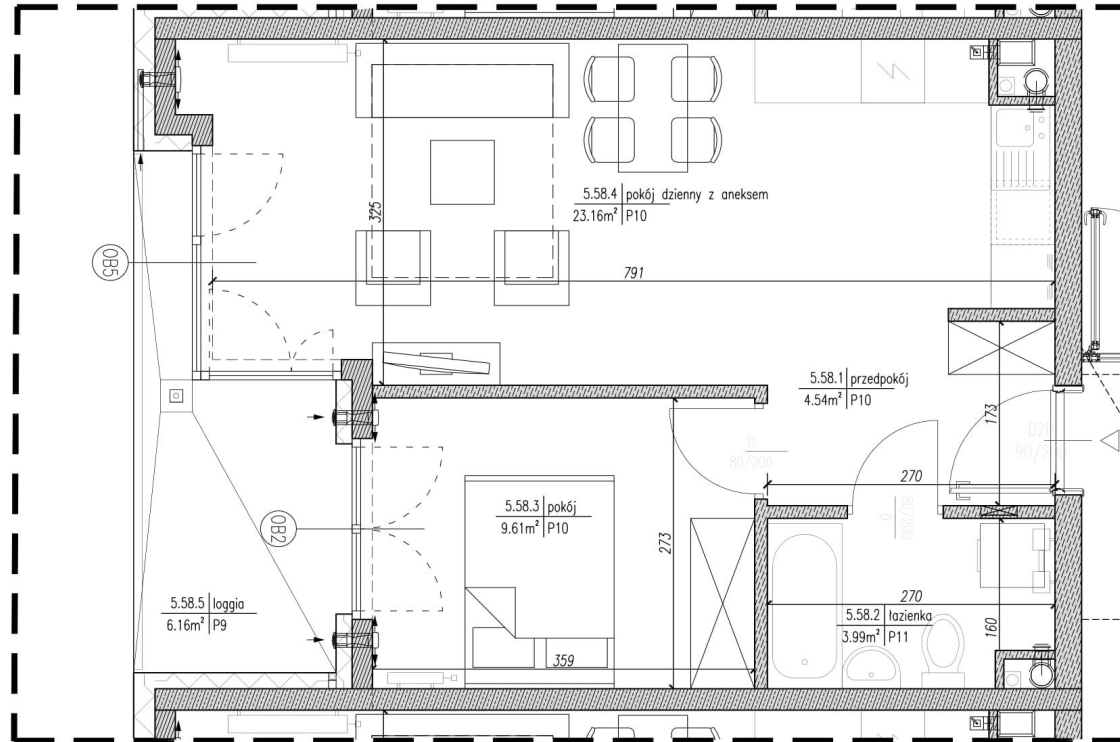 5.58.4 pokój dzienny z aneksem
23.16m² P10
325
OB5
791
5.58.1 przedpokój
4.54m² P10
173
D
80/200
D2P
90/200
270
5.58.3 pokój
9.61m² P10
OB2
273
D
80/200
5.58.5 loggia
6.16m² P9
270
5.58.2 łazienka
3.99m² P11
160
359